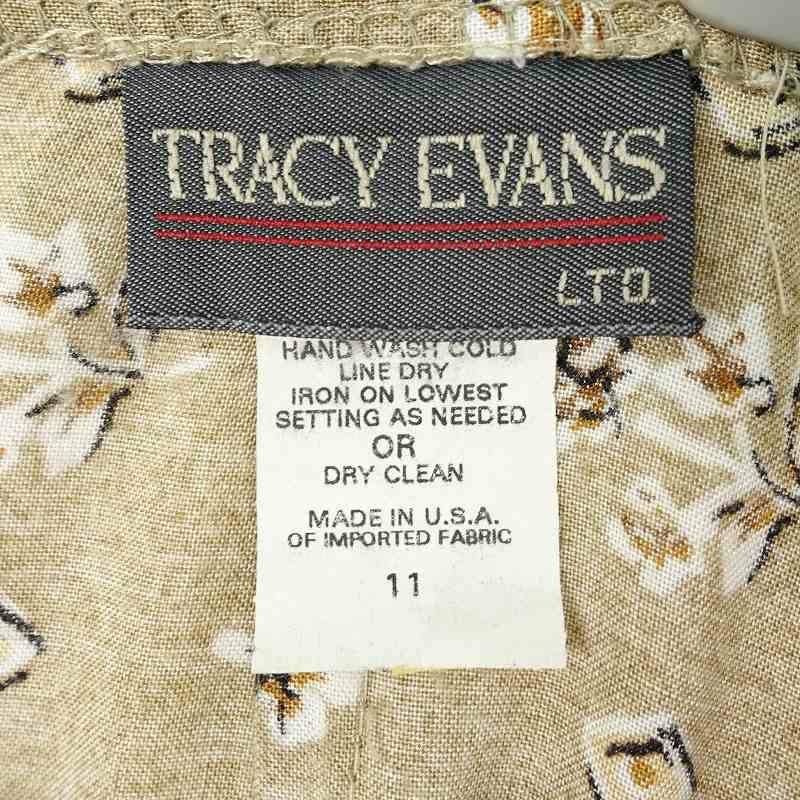 TRACY EVANS
LTD.
HAND WASH COLD
LINE DRY
IRON ON LOWEST
SETTING AS NEEDED
OR
DRY CLEAN
MADE IN U.S.A.
OF IMPORTED FABRIC
11